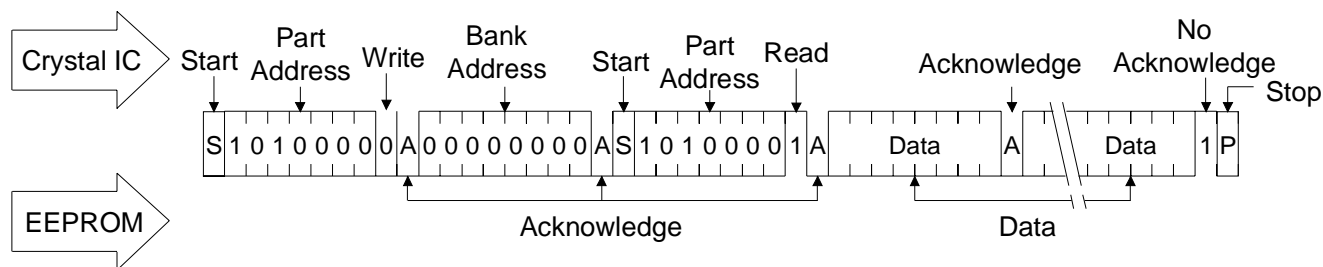 Crystal IC
Start
Part
Address
Write
Bank
Address
Start
Part
Address
Read
Acknowledge
No
Acknowledge
Stop
S 1 0 1 0 0 0 0 0 A 0 0 0 0 0 0 0 0 A S 1 0 1 0 0 0 0 1 A Data A Data 1 P
EEPROM
Acknowledge
Data